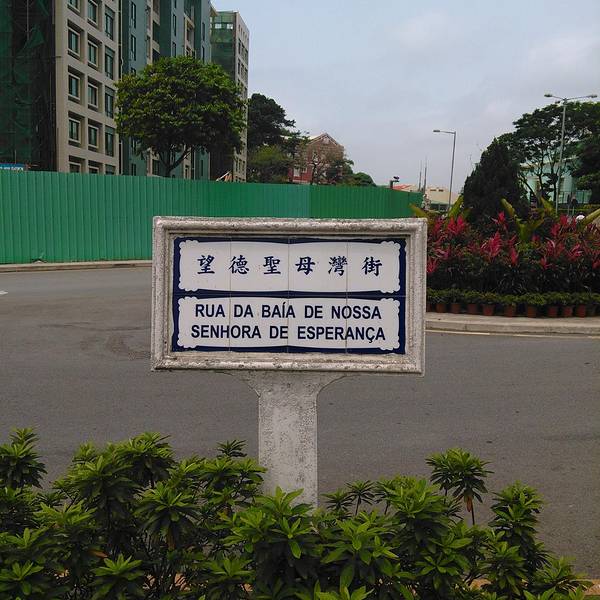 望德聖母灣街
RUA DA BAÍA DE NOSSA
SENHORA DE ESPERANÇA